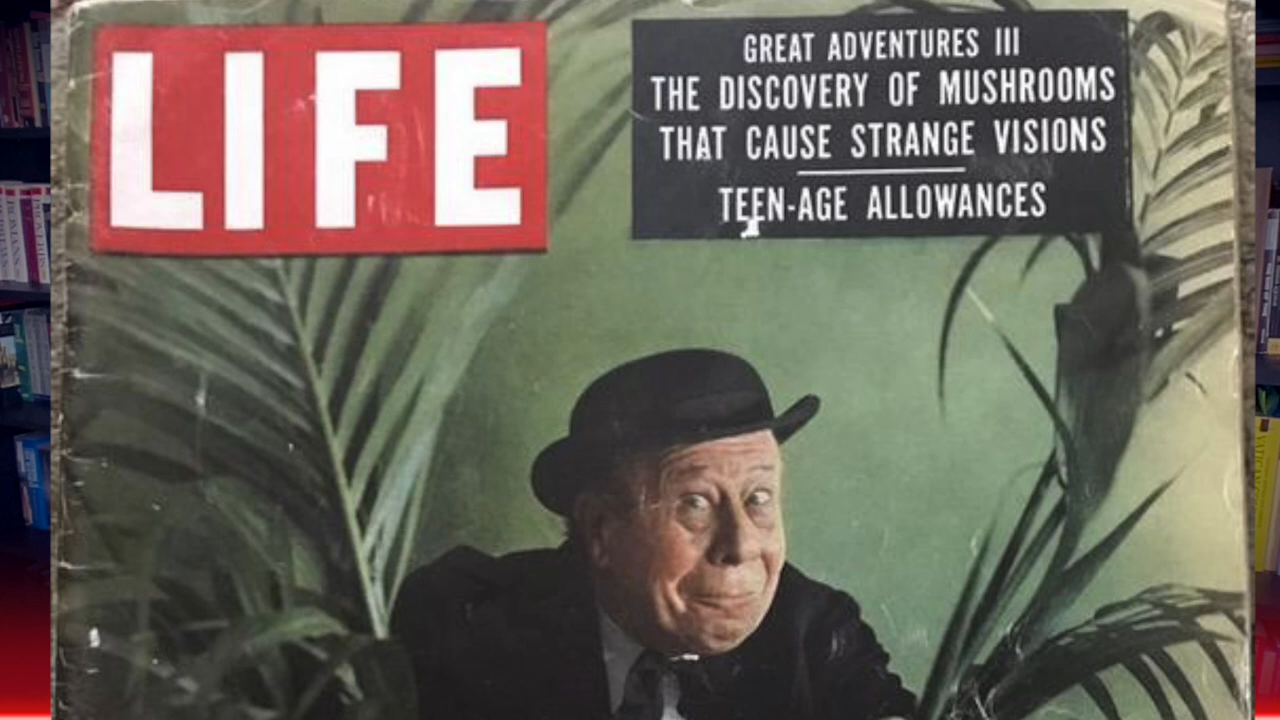 LIFE
GREAT ADVENTURES III
THE DISCOVERY OF MUSHROOMS
THAT CAUSE STRANGE VISIONS
TEEN-AGE ALLOWANCES